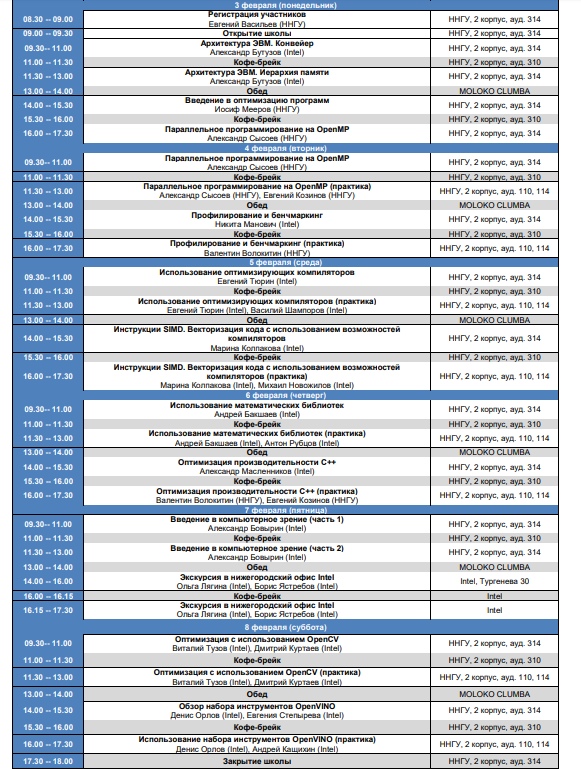 3 февраля (понедельник)
08.30 -- 09.00 Регистрация участников ННГУ, 2 корпус, ауд. 314
Евгений Васильев (ННГУ)
09.00 -- 09.30 Открытие школы ННГУ, 2 корпус, ауд. 314
09.30-- 11.00 Архитектура ЭВМ. Конвейер ННГУ, 2 корпус, ауд. 314
Александр Бутузов (Intel)
11.00 -- 11.30 Кофе-брейк ННГУ, 2 корпус, ауд. 310
11.30 -- 13.00 Архитектура ЭВМ. Иерархия памяти ННГУ, 2 корпус, ауд. 314
Александр Бутузов (Intel)
13.00 -- 14.00 Обед MOLOKO CLUMBA
14.00 -- 15.30 Введение в оптимизацию программ ННГУ, 2 корпус, ауд. 314
Иосиф Мееров (ННГУ)
15.30 -- 16.00 Кофе-брейк ННГУ, 2 корпус, ауд. 310
16.00 -- 17.30 Параллельное программирование на OpenMP ННГУ, 2 корпус, ауд. 314
Александр Сысоев (ННГУ)
4 февраля (вторник)
09.30-- 11.00 Параллельное программирование на OpenMP ННГУ, 2 корпус, ауд. 314
Александр Сысоев (ННГУ)
11.00 -- 11.30 Кофе-брейк ННГУ, 2 корпус, ауд. 310
11.30 -- 13.00 Параллельное программирование на OpenMP (практика) ННГУ, 2 корпус, ауд. 110, 114
Александр Сысоев (ННГУ), Евгений Козинов (ННГУ)
13.00 -- 14.00 Обед MOLOKO CLUMBA
14.00 -- 15.30 Профилирование и бенчмаркинг ННГУ, 2 корпус, ауд. 314
Никита Манович (Intel)
15.30 -- 16.00 Кофе-брейк ННГУ, 2 корпус, ауд. 310
16.00 -- 17.30 Профилирование и бенчмаркинг (практика) ННГУ, 2 корпус, ауд. 110, 114
Валентин Волокитин (ННГУ)
5 февраля (среда)
09.30-- 11.00 Использование оптимизирующих компиляторов ННГУ, 2 корпус, ауд. 314
Евгений Тюрин (Intel)
11.00 -- 11.30 Кофе-брейк ННГУ, 2 корпус, ауд. 310
11.30 -- 13.00 Использование оптимизирующих компиляторов (практика) ННГУ, 2 корпус, ауд. 110, 114
Евгений Тюрин (Intel), Василий Шампоров (Intel)
13.00 -- 14.00 Обед MOLOKO CLUMBA
14.00 -- 15.30 Инструкции SIMD. Векторизация кода с использованием возможностей ННГУ, 2 корпус, ауд. 314
компиляторов
Марина Колпакова (Intel)
15.30 -- 16.00 Кофе-брейк ННГУ, 2 корпус, ауд. 310
16.00 -- 17.30 Инструкции SIMD. Векторизация кода с использованием возможностей ННГУ, 2 корпус, ауд. 110, 114
компиляторов (практика)
Марина Колпакова (Intel), Михаил Новожилов (Intel)
6 февраля (четверг)
09.30-- 11.00 Использование математических библиотек ННГУ, 2 корпус, ауд. 314
Андрей Бакшаев (Intel)
11.00 -- 11.30 Кофе-брейк ННГУ, 2 корпус, ауд. 310
11.30 -- 13.00 Использование математических библиотек (практика) ННГУ, 2 корпус, ауд. 110, 114
Андрей Бакшаев (Intel), Антон Рубцов (Intel)
13.00 -- 14.00 Обед MOLOKO CLUMBA
14.00 -- 15.30 Оптимизация производительности C++ ННГУ, 2 корпус, ауд. 314
Александр Масленников (Intel)
15.30 -- 16.00 Кофе-брейк ННГУ, 2 корпус, ауд. 310
16.00 -- 17.30 Оптимизация производительности C++ (практика) ННГУ, 2 корпус, ауд. 110, 114
Валентин Волокитин (ННГУ), Евгений Козинов (ННГУ)
7 февраля (пятница)
09.30-- 11.00 Введение в компьютерное зрение (часть 1) ННГУ, 2 корпус, ауд. 314
Александр Бовырин (Intel)
11.00 -- 11.30 Кофе-брейк ННГУ, 2 корпус, ауд. 310
11.30 -- 13.00 Введение в компьютерное зрение (часть 2) ННГУ, 2 корпус, ауд. 314
Александр Бовырин (Intel)
13.00 -- 14.00 Обед MOLOKO CLUMBA
14.00 -- 16.00 Экскурсия в нижегородский офис Intel Intel, Тургенева 30
Ольга Лягина (Intel), Борис Ястребов (Intel)
16.00 -- 16.15 Кофе-брейк Intel
16.15 -- 17.30 Экскурсия в нижегородский офис Intel Intel
Ольга Лягина (Intel), Борис Ястребов (Intel)
8 февраля (суббота)
09.30-- 11.00 Оптимизация с использованием OpenCV ННГУ, 2 корпус, ауд. 314
Виталий Тузов (Intel), Дмитрий Куртаев (Intel)
11.00 -- 11.30 Кофе-брейк ННГУ, 2 корпус, ауд. 310
11.30 -- 13.00 Оптимизация с использованием OpenCV (практика) ННГУ, 2 корпус, ауд. 110, 114
Виталий Тузов (Intel), Дмитрий Куртаев (Intel)
13.00 -- 14.00 Обед MOLOKO CLUMBA
14.00 -- 15.30 Обзор набора инструментов OpenVINO ННГУ, 2 корпус, ауд. 314
Денис Орлов (Intel), Евгения Степырева (Intel)
15.30 -- 16.00 Кофе-брейк ННГУ, 2 корпус, ауд. 310
16.00 -- 17.30 Использование набора инструментов OpenVINO (практика) ННГУ, 2 корпус, ауд. 110, 114
Денис Орлов (Intel), Андрей Кащихин (Intel)
17.30 -- 18.00 Закрытие школы ННГУ, 2 корпус, ауд. 314